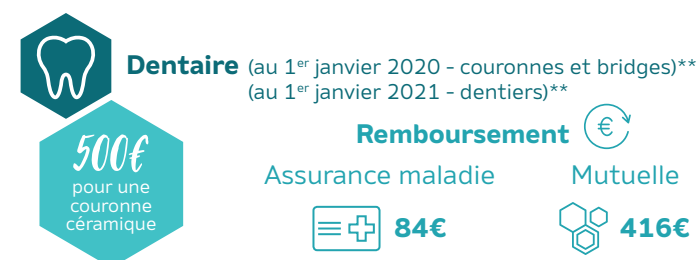 Dentaire (au 1er janvier 2020 - couronnes et bridges)**
(au 1er janvier 2021 - dentiers)**
500€
pour une
couronne
céramique
Remboursement €
Assurance maladie
84€
Mutuelle
416€